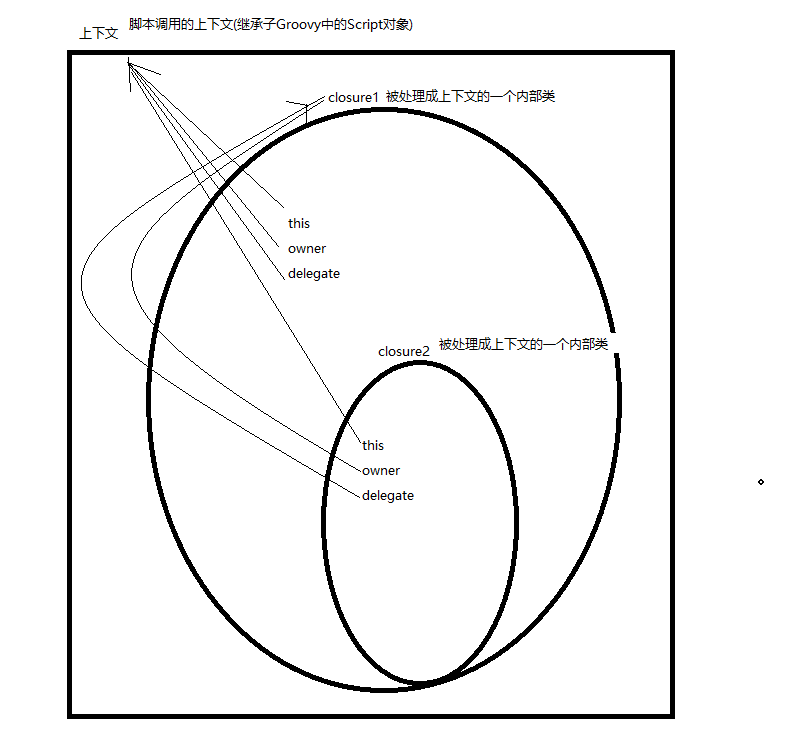 上下文 脚本调用的上下文(继承子Groovy中的Script对象)
closure1 被处理成上下文的一个内部类
this
owner
delegate
closure2 被处理成上下文的一个内部类
this
owner
delegate